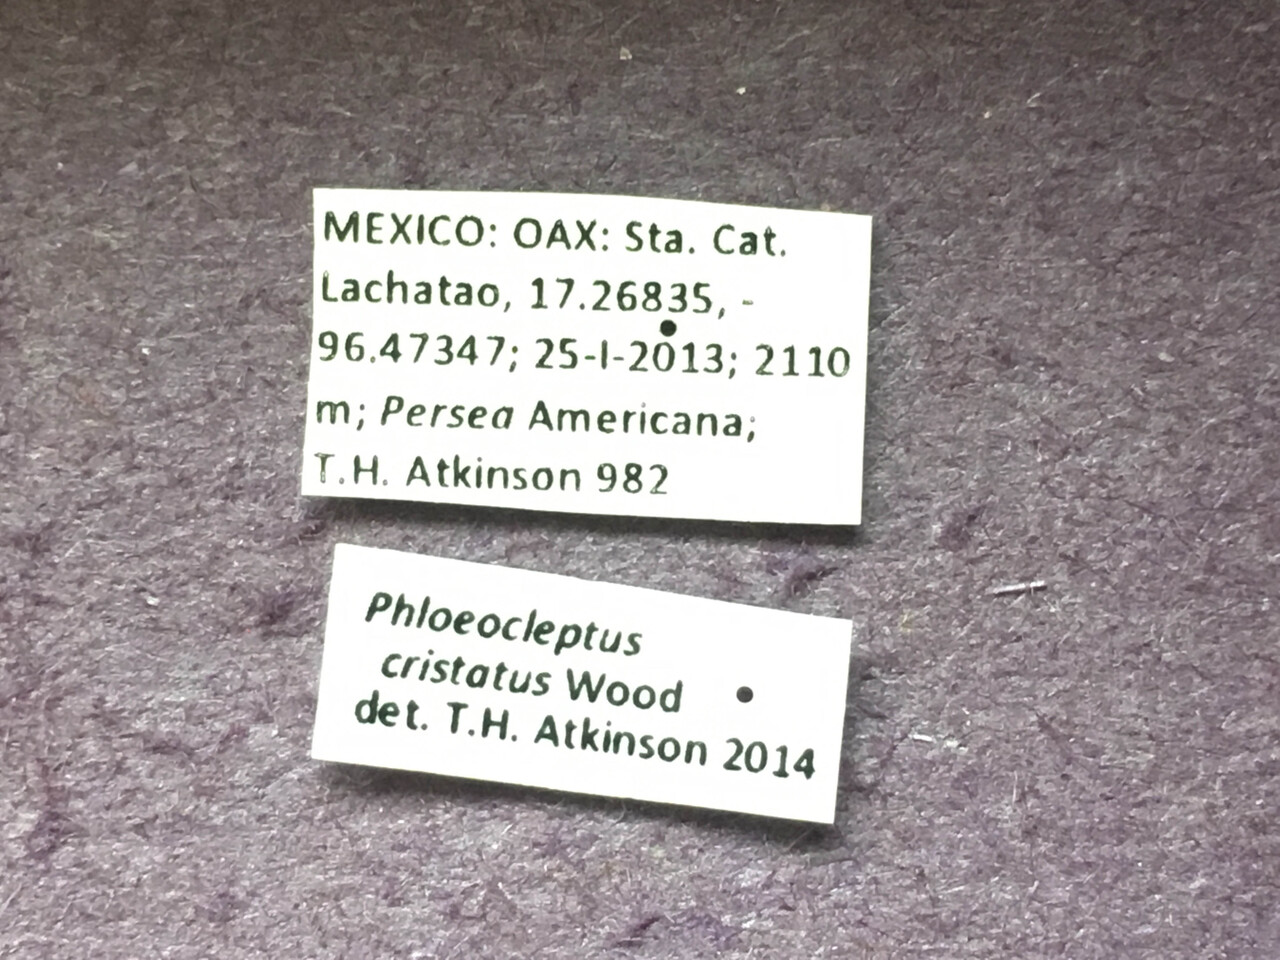 MEXICO: OAX: Sta. Cat.
Lachatao, 17.26835, -
96.47347; 25-I-2013; 2110
m; Persea Americana;
T.H. Atkinson 982
Phloeocleptus
cristatus Wood
det. T.H. Atkinson 2014